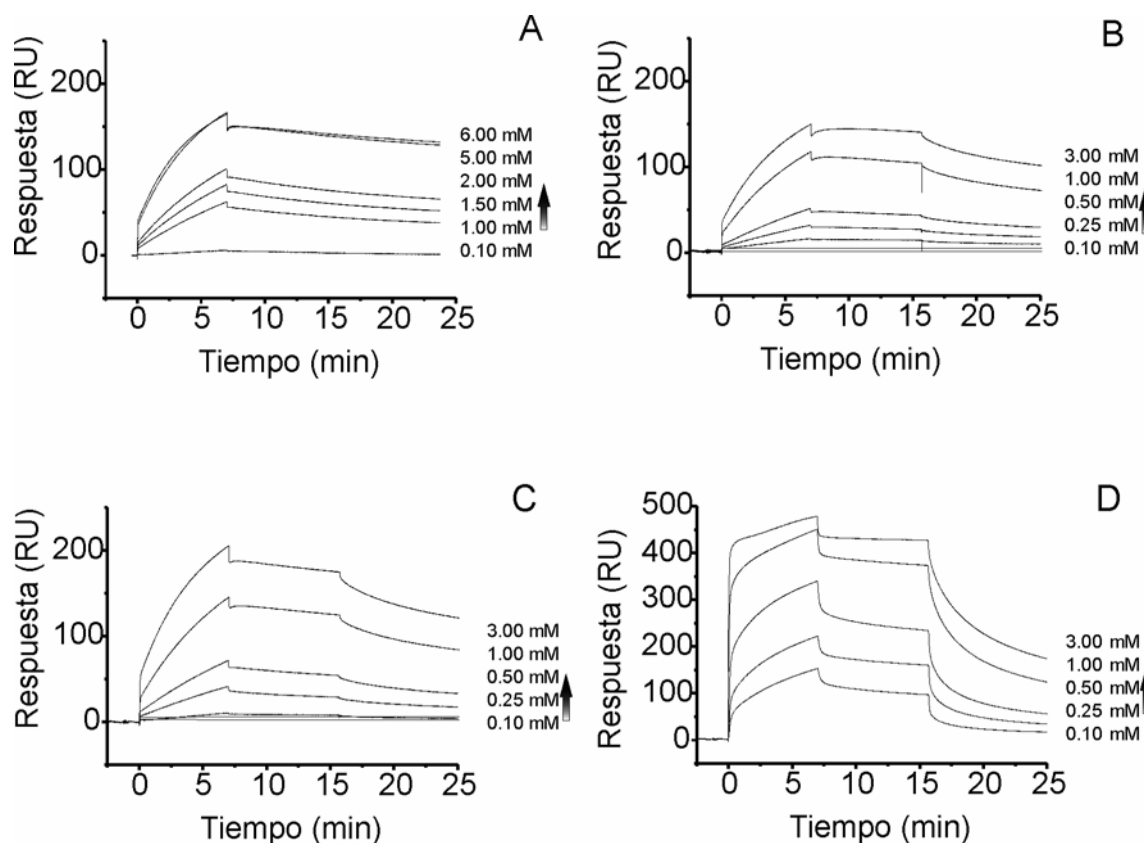 A
Respuesta (RU)
200
100
0
0 5 10 15 20 25
Tiempo (min)
6.00 mM
5.00 mM
2.00 mM
1.50 mM
1.00 mM
0.10 mM
B
Respuesta (RU)
200
100
0
0 5 10 15 20 25
Tiempo (min)
3.00 mM
1.00 mM
0.50 mM
0.25 mM
0.10 mM
C
Respuesta (RU)
200
100
0
0 5 10 15 20 25
Tiempo (min)
3.00 mM
1.00 mM
0.50 mM
0.25 mM
0.10 mM
D
Respuesta (RU)
500
400
300
200
100
0
0 5 10 15 20 25
Tiempo (min)
3.00 mM
1.00 mM
0.50 mM
0.25 mM
0.10 mM